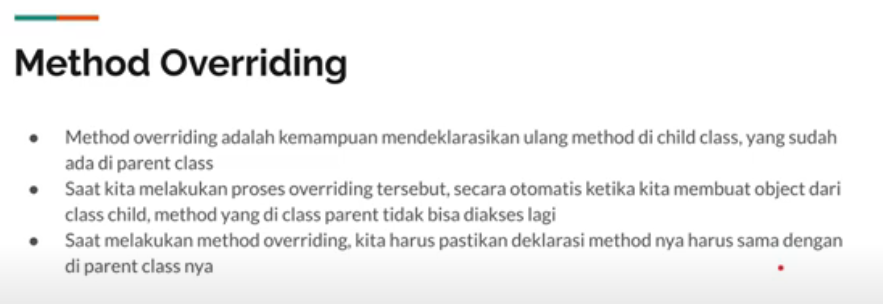 Method Overriding
● Method overriding adalah kemampuan mendeklarasikan ulang method di child class, yang sudah
ada di parent class
● Saat kita melakukan proses overriding tersebut, secara otomatis ketika kita membuat object dari
class child, method yang di class parent tidak bisa diakses lagi
● Saat melakukan method overriding, kita harus pastikan deklarasi method nya harus sama dengan
di parent class nya